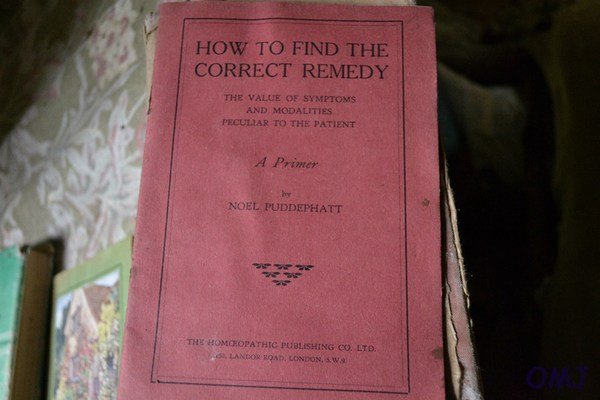 HOW TO FIND THE
CORRECT REMEDY
THE VALUE OF SYMPTOMS
AND MODALITIES
PECULIAR TO THE PATIENT
A Primer
by
NOEL PUDDEPHATT
THE HOMŒOPATHIC PUBLISHING CO. LTD.
LANDOR ROAD, LONDON, S.W.9.
OMJ